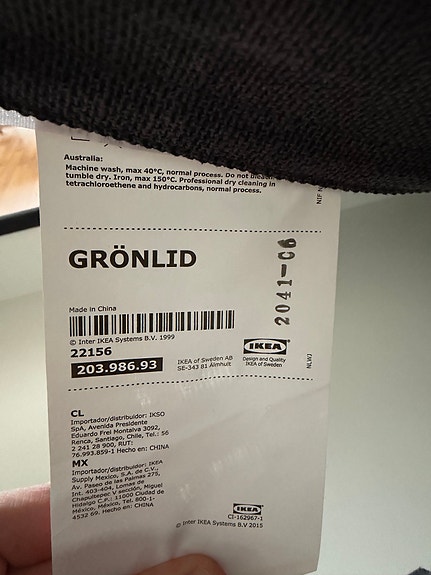 Australia:
Machine wash, max 40°C, normal process. Do not bleach.
tumble dry. Iron, max 150°C. Professional dry cleaning in
tetrachloroethene and hydrocarbons, normal process.
NIF N
GRÖNLID
2041-06
Made in China
© Inter IKEA Systems B.V. 1999
22156
203.986.93
IKEA of Sweden AB
SE-343 81 Älmhult
IKEA
Design and Quality
IKEA of Sweden
NLWJ
CL
Importador/distribuidor: IKSO
SpA, Avenida Presidente
Eduardo Frei Montalva 3092,
Renca, Santiago, Chile, Tel.: 56
2 241 28 900, RUT:
76.993.859-1 Hecho en: CHINA
MX
Importador/distribuidor: IKEA
Supply Mexico, S.A. de C.V.,
Av. Paseo de las Palmas 275,
Int. 403-404, Lomas de
Chapultepec V sección, Miguel
Hidalgo C.P.: 11000 Ciudad de
México, México, Tel. 800-1-
4532 69. Hecho en: CHINA
IKEA
CI-162967-1
© Inter IKEA Systems B.V 2015